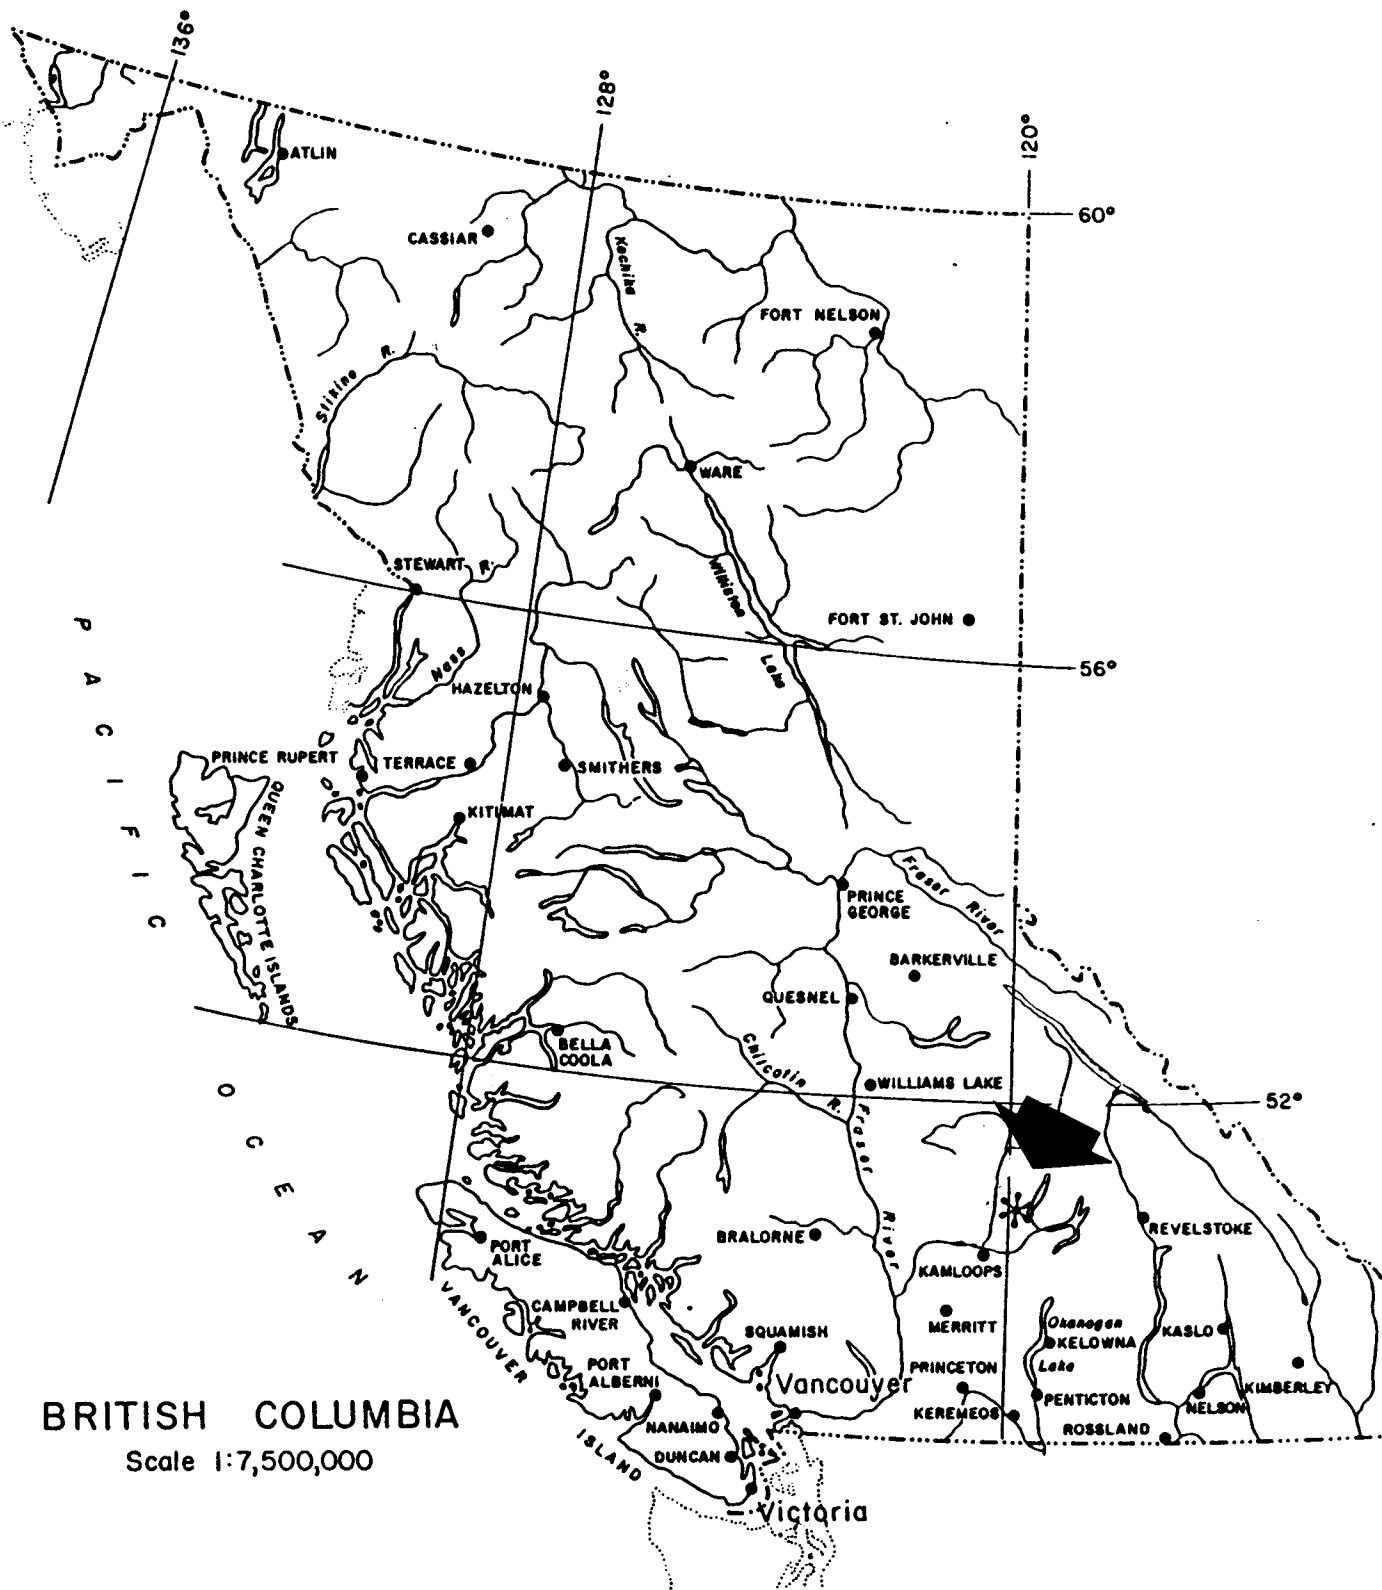 136°
128°
120°
ATLIN
60°
CASSIAR
Kechika R.
FORT NELSON
Stikine R.
WARE
STEWART
R.
Williston
FORT ST. JOHN
PACIFIC
Nass
Lake
56°
HAZELTON
PRINCE RUPERT
TERRACE
SMITHERS
QUEEN CHARLOTTE ISLANDS
KITIMAT
Fraser River
PRINCE
GEORGE
BARKERVILLE
QUESNEL
BELLA
COOLA
Chilcotin R.
WILLIAMS LAKE
52°
OCEAN
Fraser River
REVELSTOKE
BRALORNE
PORT
ALICE
KAMLOOPS
VANCOUVER
CAMPBELL
RIVER
MERRITT
Okanagan
SQUAMISH
KELOWNA
KASLO
PORT
ALBERNI
PRINCETON
Lake
Vancouver
KIMBERLEY
PENTICTON
NELSON
KEREMEOS
NANAIMO
ROSSLAND
BRITISH COLUMBIA
ISLAND
DUNCAN
Scale 1:7,500,000
Victoria